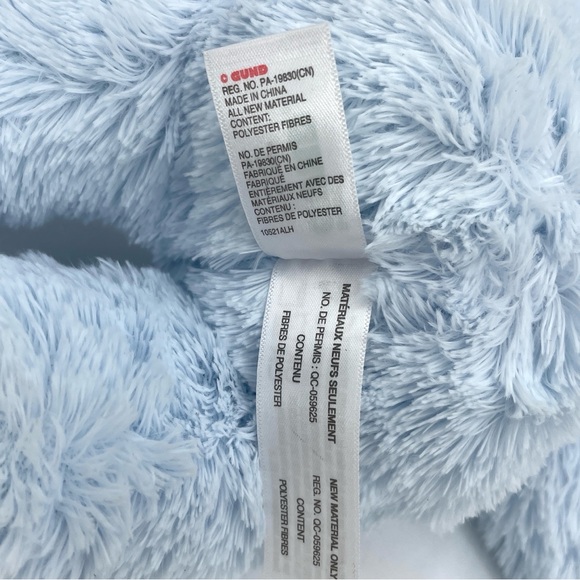 © GUND
REG. NO. PA-19830(CN)
MADE IN CHINA
ALL NEW MATERIAL
CONTENT:
POLYESTER FIBRES
NO. DE PERMIS
PA-19830(CN)
FABRIQUÉ EN CHINE
FABRIQUÉ
ENTIÈREMENT AVEC DES
MATÉRIAUX NEUFS
CONTENU :
FIBRES DE POLYESTER
10521ALH
MATÉRIAUX NEUFS SEULEMENT
NO. DE PERMIS : QC-059625
CONTENU
FIBRES DE POLYESTER
NEW MATERIAL ONLY
REG. NO. QC-059625
CONTENT
POLYESTER FIBRES